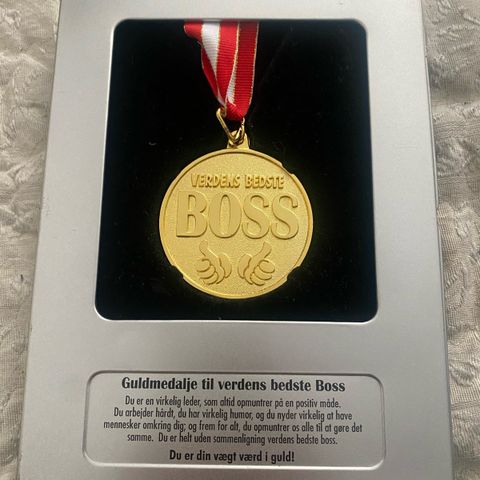 VERDENS BEDSTE
BOSS
Guldmedalje til verdens bedste Boss
Du er en virkelig leder, som altid opmuntrer på en positiv måde.
Du arbejder hårdt, du har virkelig humor, og du nyder virkelig at have
mennesker omkring dig; og frem for alt, du opmuntrer os alle til at gøre det
samme. Du er helt uden sammenligning verdens bedste boss.
Du er din vægt værd i guld!